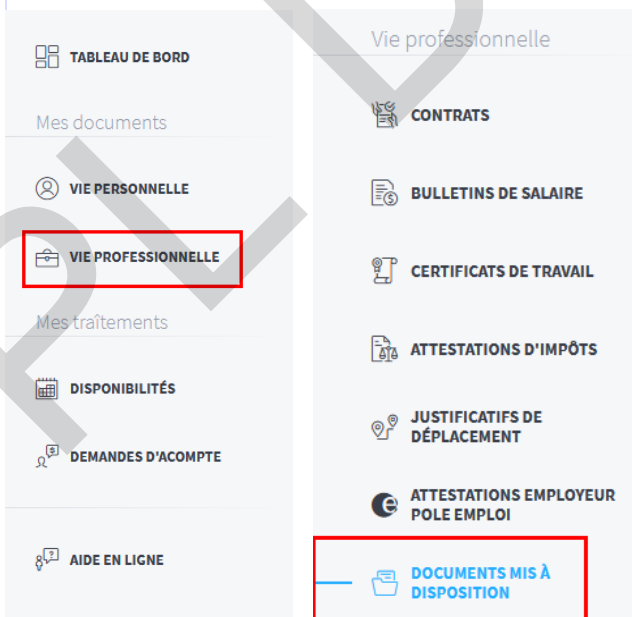 TABLEAU DE BORD
Mes documents
VIE PERSONNELLE
VIE PROFESSIONNELLE
Mes traîtements
DISPONIBILITÉS
DEMANDES D'ACOMPTE
AIDE EN LIGNE
Vie professionnelle
CONTRATS
BULLETINS DE SALAIRE
CERTIFICATS DE TRAVAIL
ATTESTATIONS D'IMPÔTS
JUSTIFICATIFS DE
DÉPLACEMENT
ATTESTATIONS EMPLOYEUR
POLE EMPLOI
DOCUMENTS MIS À
DISPOSITION